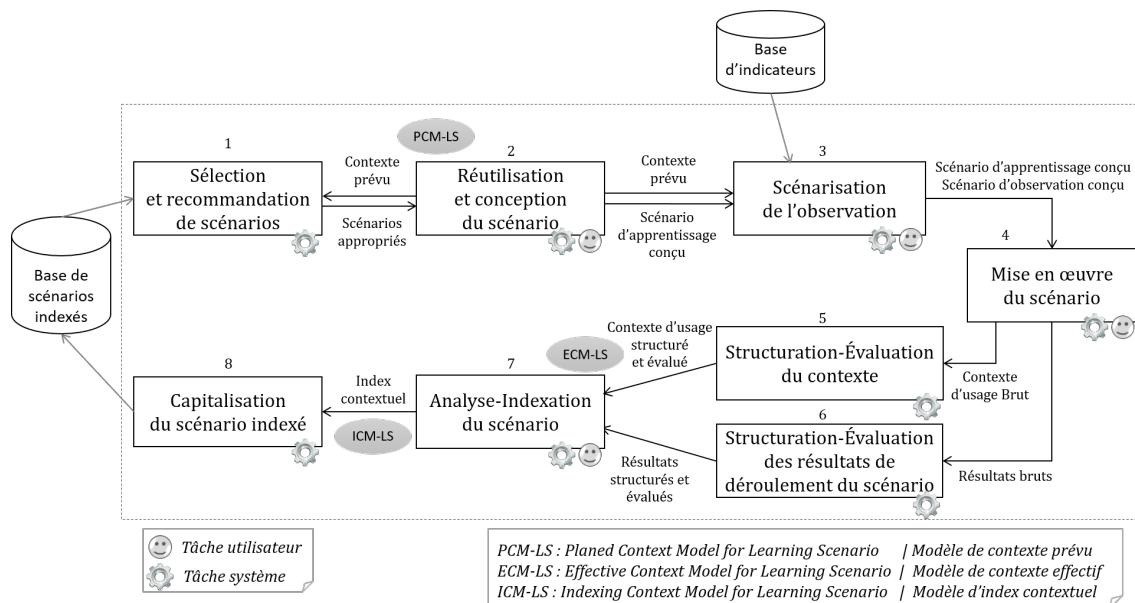 Base
d'indicateurs
PCM-LS
1
Sélection
et recommandation
de scénarios
Contexte
prévu
Scénarios
appropriés
2
Réutilisation
et conception
du scénario
Contexte
prévu
Scénario
d'apprentissage
conçu
3
Scénarisation
de l'observation
Scénario d'apprentissage conçu
Scénario d'observation conçu
4
Mise en œuvre
du scénario
Base de
scénarios
indexés
5
Structuration-Évaluation
du contexte
Contexte
d'usage Brut
Contexte d'usage
structuré
et évalué
ECM-LS
6
Structuration-Évaluation
des résultats de
déroulement du scénario
Résultats bruts
Résultats
structurés et
évalués
7
Analyse-Indexation
du scénario
Index
contextuel
ICM-LS
8
Capitalisation
du scénario indexé
Tâche utilisateur
Tâche système
PCM-LS : Planed Context Model for Learning Scenario | Modèle de contexte prévu
ECM-LS : Effective Context Model for Learning Scenario | Modèle de contexte effectif
ICM-LS : Indexing Context Model for Learning Scenario | Modèle d'index contextuel